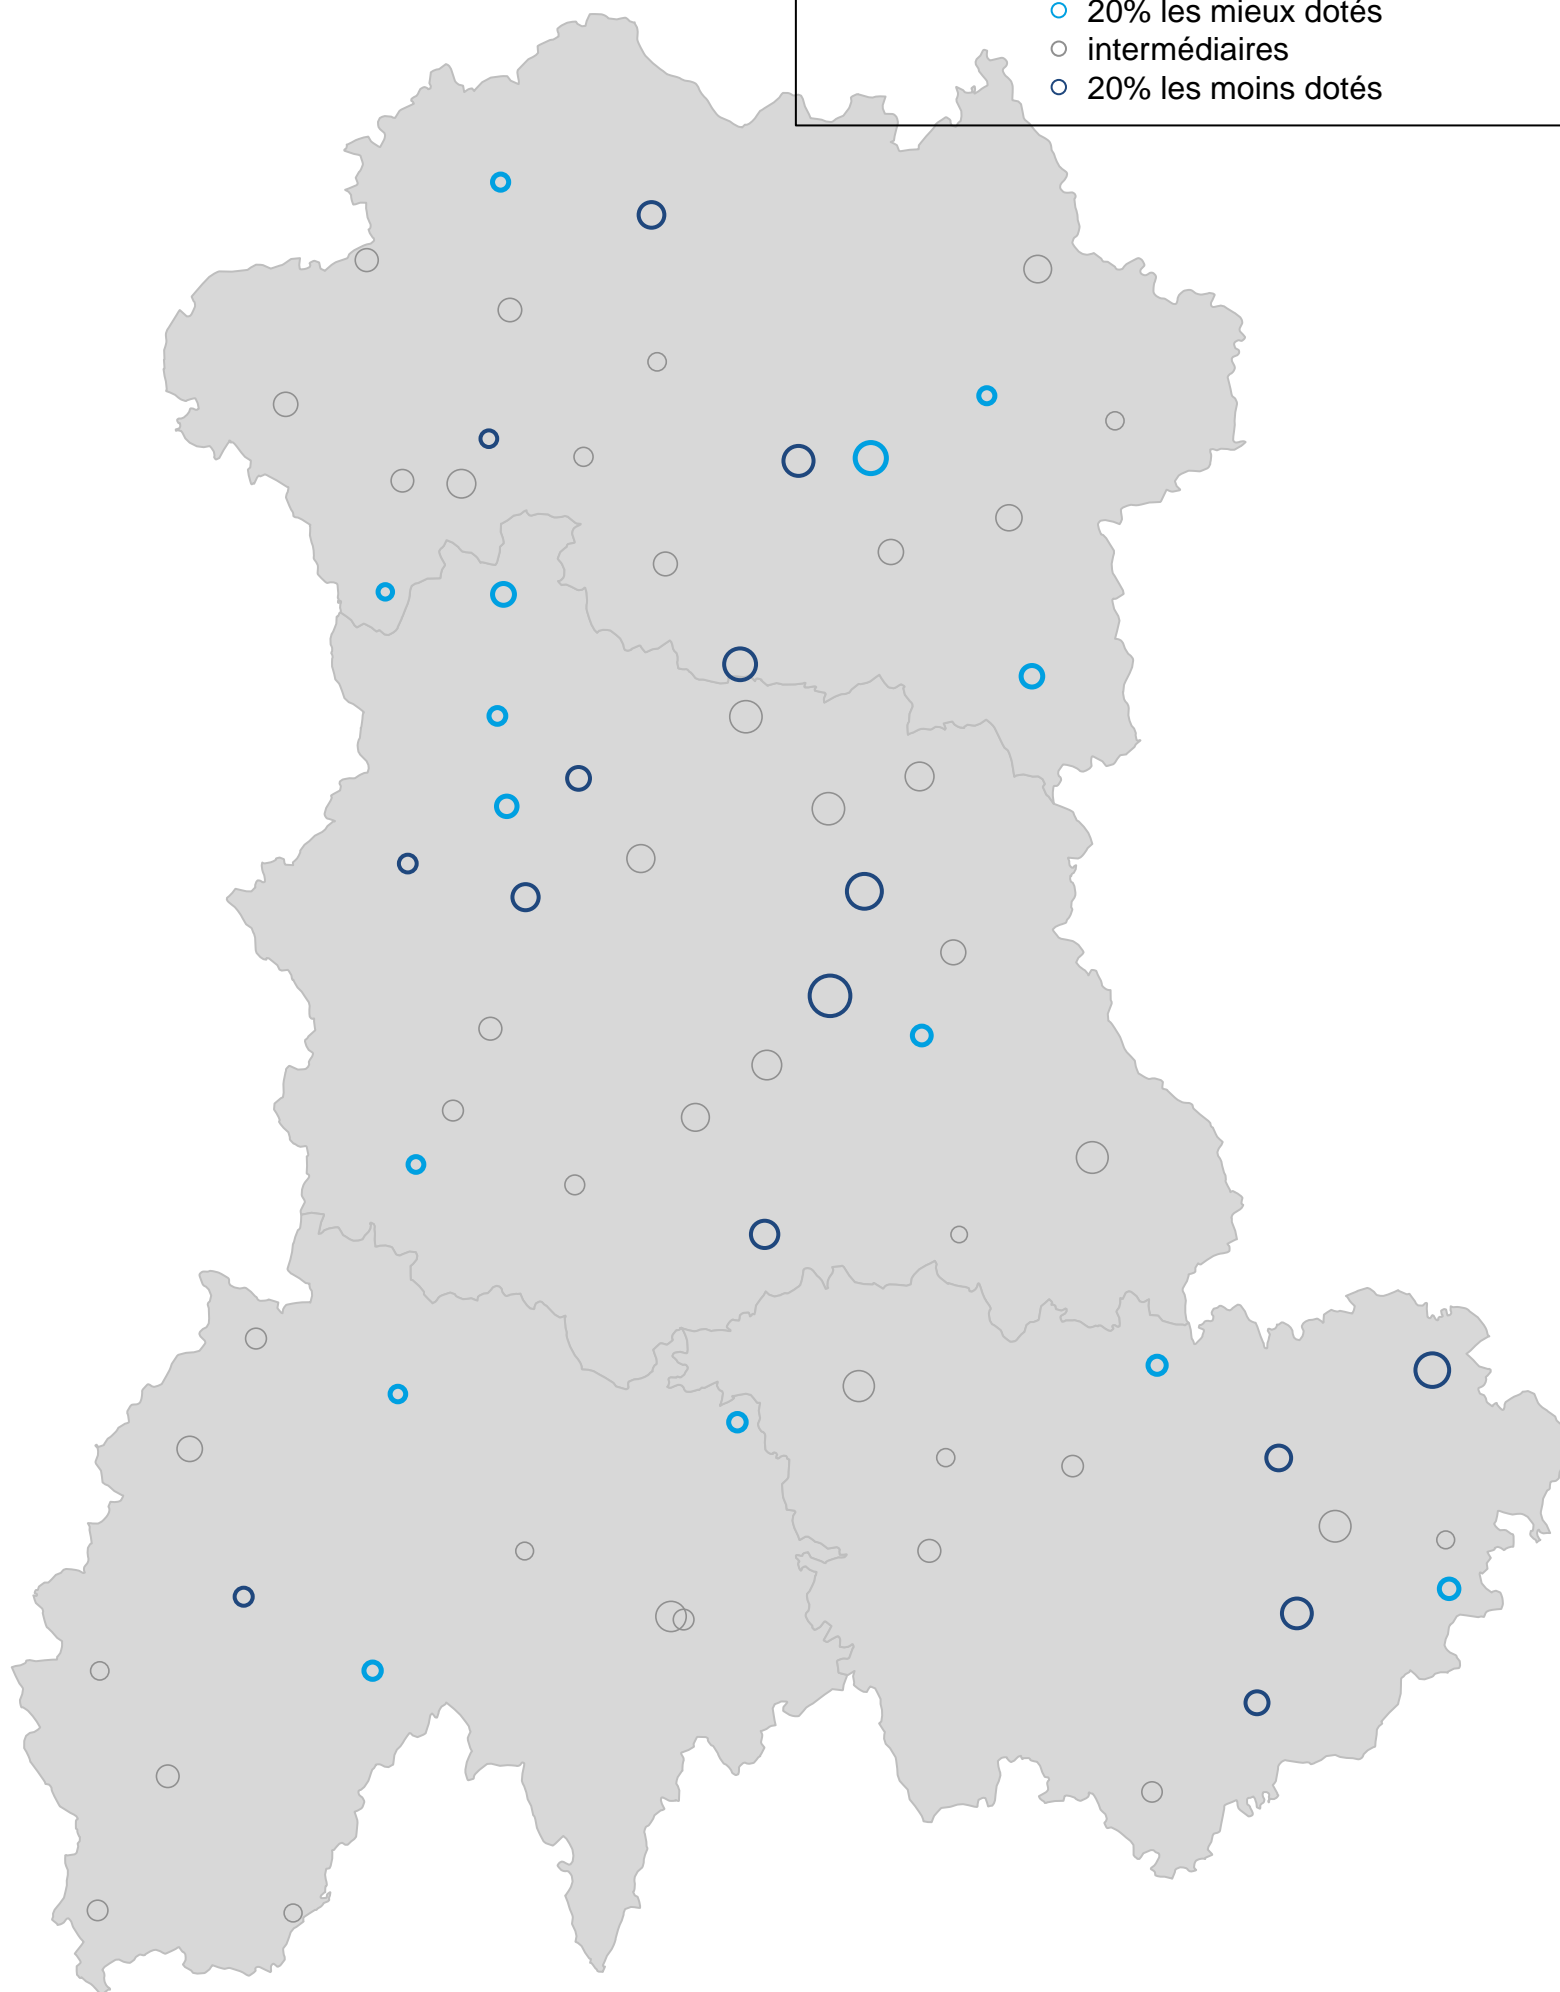 20% les mieux dotés
intermédiaires
20% les moins dotés